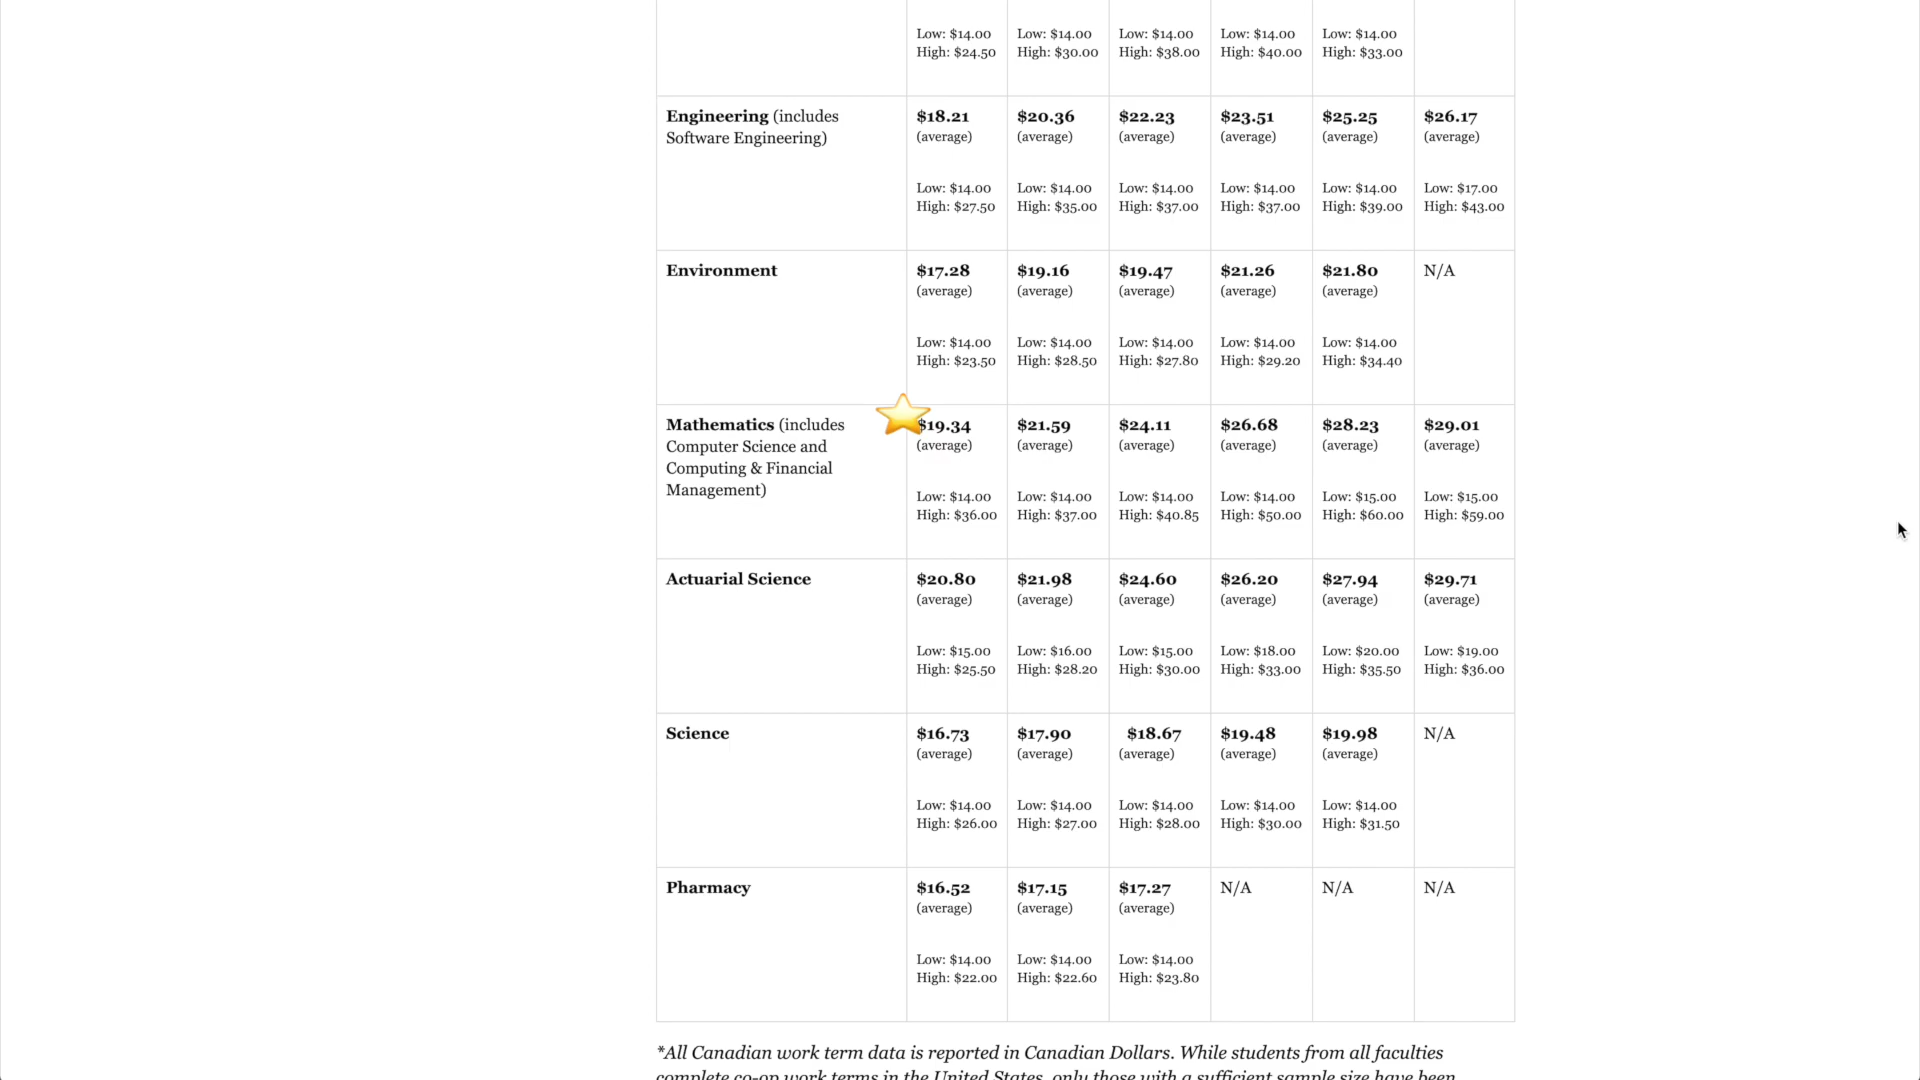 Low: $14.00 Low: $14.00 Low: $14.00 Low: $14.00 Low: $14.00
High: $24.50 High: $30.00 High: $38.00 High: $40.00 High: $33.00
Engineering (includes $18.21 $20.36 $22.23 $23.51 $25.25 $26.17
Software Engineering) (average) (average) (average) (average) (average) (average)
Low: $14.00 Low: $14.00 Low: $14.00 Low: $14.00 Low: $14.00 Low: $17.00
High: $27.50 High: $35.00 High: $37.00 High: $37.00 High: $39.00 High: $43.00
Environment $17.28 $19.16 $19.47 $21.26 $21.80 N/A
(average) (average) (average) (average) (average)
Low: $14.00 Low: $14.00 Low: $14.00 Low: $14.00 Low: $14.00
High: $23.50 High: $28.50 High: $27.80 High: $29.20 High: $34.40
Mathematics (includes $19.34 $21.59 $24.11 $26.68 $28.23 $29.01
Computer Science and (average) (average) (average) (average) (average) (average)
Computing & Financial
Management)
Low: $14.00 Low: $14.00 Low: $14.00 Low: $14.00 Low: $15.00 Low: $15.00
High: $36.00 High: $37.00 High: $40.85 High: $50.00 High: $60.00 High: $59.00
Actuarial Science $20.80 $21.98 $24.60 $26.20 $27.94 $29.71
(average) (average) (average) (average) (average) (average)
Low: $15.00 Low: $16.00 Low: $15.00 Low: $18.00 Low: $20.00 Low: $19.00
High: $25.50 High: $28.20 High: $30.00 High: $33.00 High: $35.50 High: $36.00
Science $16.73 $17.90 $18.67 $19.48 $19.98 N/A
(average) (average) (average) (average) (average)
Low: $14.00 Low: $14.00 Low: $14.00 Low: $14.00 Low: $14.00
High: $26.00 High: $27.00 High: $28.00 High: $30.00 High: $31.50
Pharmacy $16.52 $17.15 $17.27 N/A N/A N/A
(average) (average) (average)
Low: $14.00 Low: $14.00 Low: $14.00
High: $22.00 High: $22.60 High: $23.80
*All Canadian work term data is reported in Canadian Dollars. While students from all faculties
complete co-op work terms in the United States, only those with a sufficient sample size have been